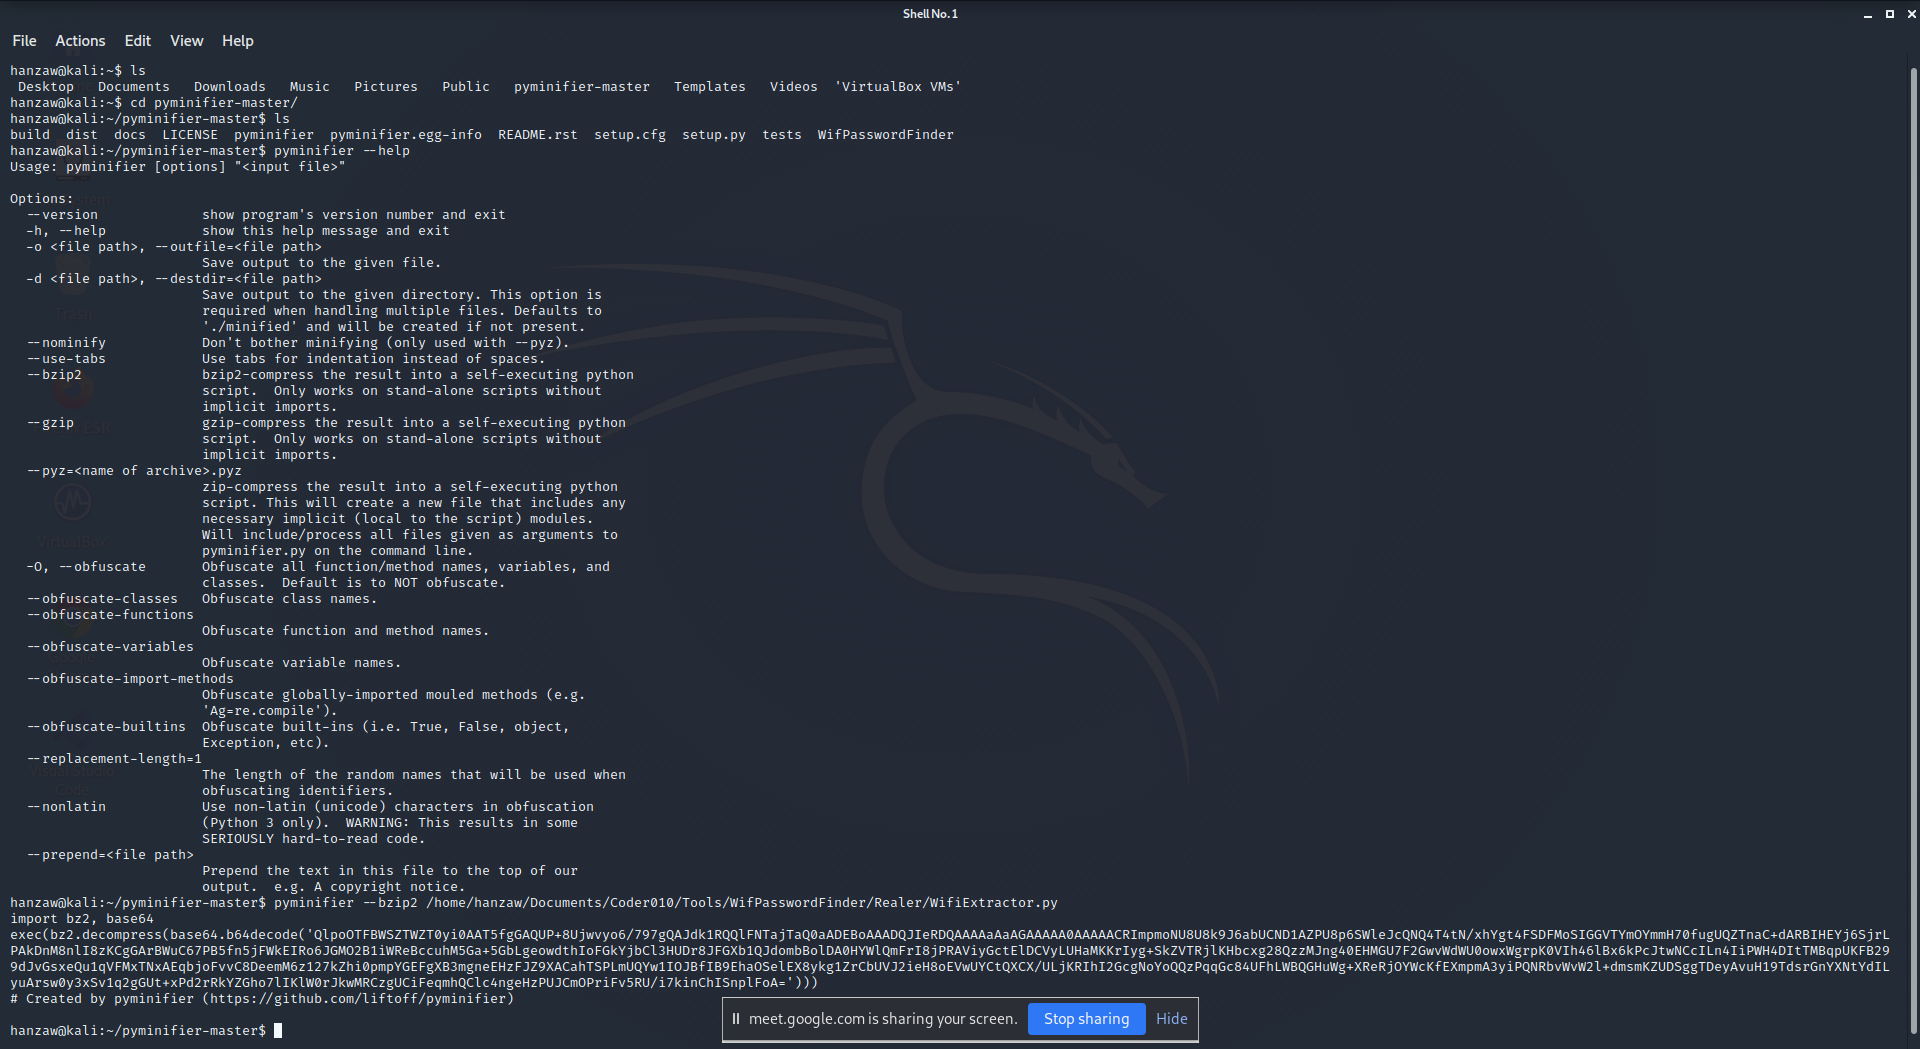 Shell No. 1
File Actions Edit View Help
hanzaw@kali:~$ ls
Desktop Documents Downloads Music Pictures Public pyminifier-master Templates Videos 'VirtualBox VMs'
hanzaw@kali:~$ cd pyminifier-master/
hanzaw@kali:~/pyminifier-master$ ls
build dist docs LICENSE pyminifier pyminifier.egg-info README.rst setup.cfg setup.py tests WifPasswordFinder
hanzaw@kali:~/pyminifier-master$ pyminifier --help
Usage: pyminifier [options] "<input file>"
Options:
--version show program's version number and exit
-h, --help show this help message and exit
-o <file path>, --outfile=<file path>
Save output to the given file.
-d <file path>, --destdir=<file path>
Save output to the given directory. This option is
required when handling multiple files. Defaults to
'./minified' and will be created if not present.
--nominify Don't bother minifying (only used with --pyz).
--use-tabs Use tabs for indentation instead of spaces.
--bzip2 bzip2-compress the result into a self-executing python
script. Only works on stand-alone scripts without
implicit imports.
--gzip gzip-compress the result into a self-executing python
script. Only works on stand-alone scripts without
implicit imports.
--pyz=<name of archive>.pyz
zip-compress the result into a self-executing python
script. This will create a new file that includes any
necessary implicit (local to the script) modules.
Will include/process all files given as arguments to
pyminifier.py on the command line.
-O, --obfuscate Obfuscate all function/method names, variables, and
classes. Default is to NOT obfuscate.
--obfuscate-classes Obfuscate class names.
--obfuscate-functions
Obfuscate function and method names.
--obfuscate-variables
Obfuscate variable names.
--obfuscate-import-methods
Obfuscate globally-imported mouled methods (e.g.
'Ag=re.compile').
--obfuscate-builtins Obfuscate built-ins (i.e. True, False, object,
Exception, etc).
--replacement-length=1
The length of the random names that will be used when
obfuscating identifiers.
--nonlatin Use non-latin (unicode) characters in obfuscation
(Python 3 only). WARNING: This results in some
SERIOUSLY hard-to-read code.
--prepend=<file path>
Prepend the text in this file to the top of our
output. e.g. A copyright notice.
hanzaw@kali:~/pyminifier-master$ pyminifier --bzip2 /home/hanzaw/Documents/Coder010/Tools/WifPasswordFinder/Realer/WifiExtractor.py
import bz2, base64
exec(bz2.decompress(base64.b64decode('
')))
# Created by pyminifier (https://github.com/liftoff/pyminifier)
hanzaw@kali:~/pyminifier-master$
meet.google.com is sharing your screen. Stop sharing Hide